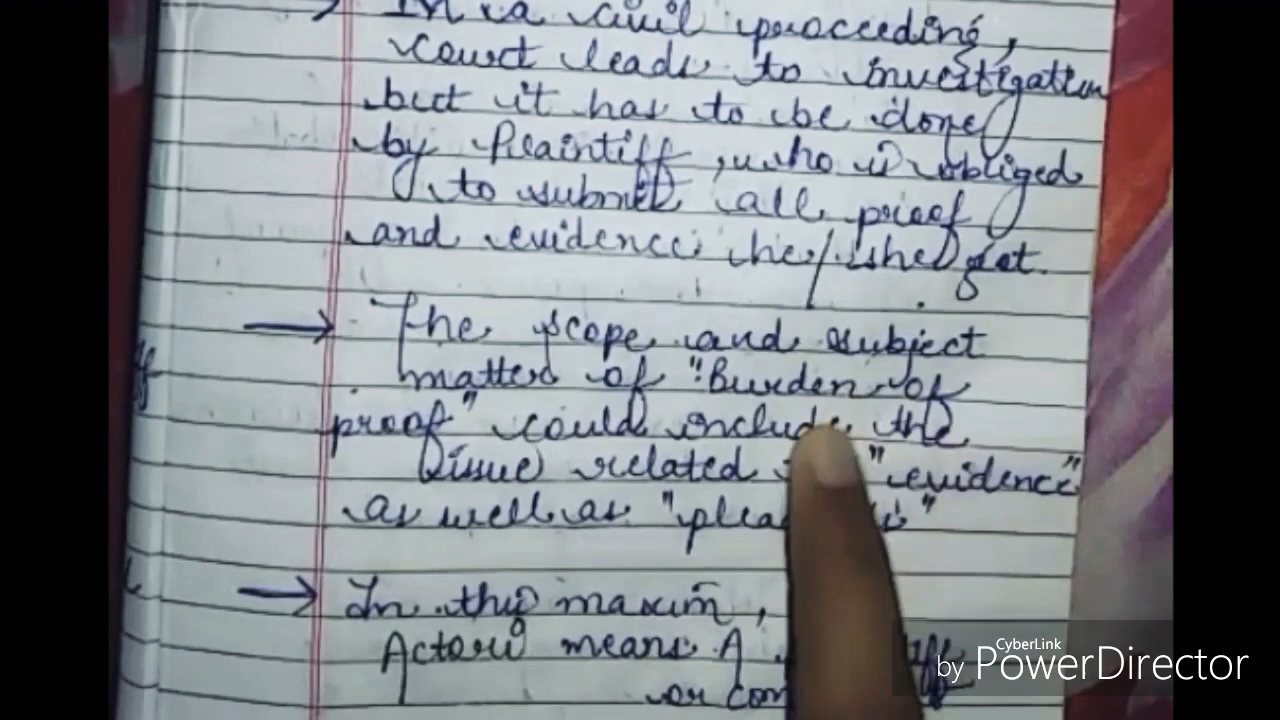 → In a civil proceeding,
court leads to investigation
but it has to be done
by Plaintiff, who is obliged
to submit all proof
and evidence he/she got.
→ The scope and subject
matter of "Burden of
proof" could include the
issue related "evidence"
as well as
→ In this maxim,
Actori means A
or
CyberLink
by PowerDirector